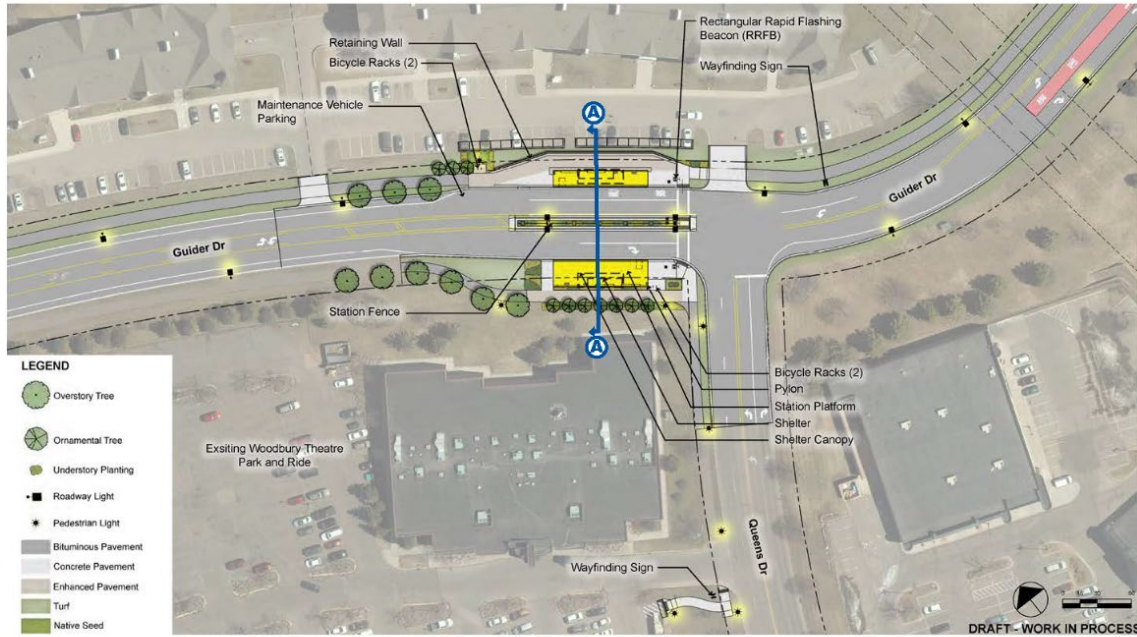 Retaining Wall
Bicycle Racks (2)
Maintenance Vehicle
Parking
Rectangular Rapid Flashing
Beacon (RRFB)
Wayfinding Sign
A
Guider Dr
Guider Dr
Station Fence
A
Bicycle Racks (2)
Pylon
Station Platform
Shelter
Shelter Canopy
Exsiting Woodbury Theatre
Park and Ride
Queens Dr
Wayfinding Sign
LEGEND
Overstory Tree
Ornamental Tree
Understory Planting
Roadway Light
Pedestrian Light
Bituminous Pavement
Concrete Pavement
Enhanced Pavement
Turf
Native Seed
DRAFT - WORK IN PROCESS